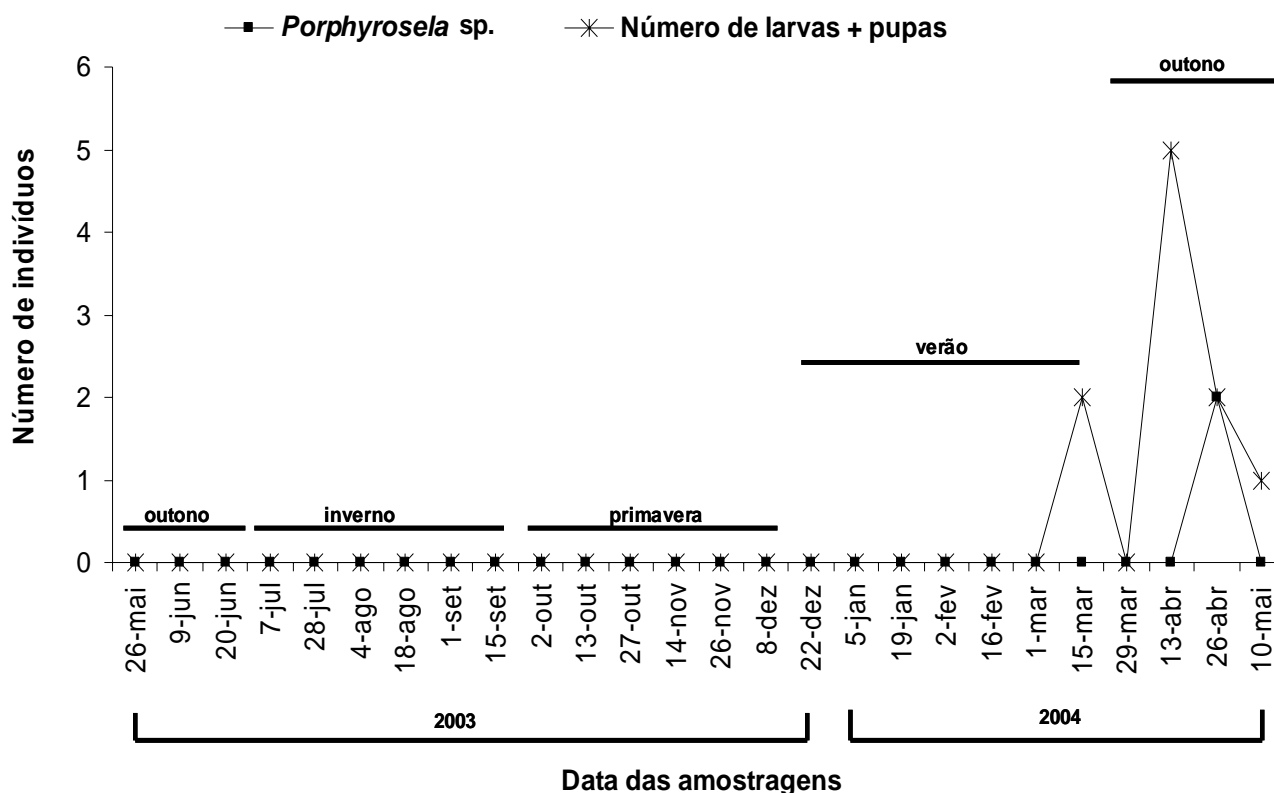 Porphyrosela sp.
Número de larvas + pupas
6
5
4
3
2
1
0
Número de indivíduos
outono
verão
outono
inverno
primavera
26-mai
9-jun
20-jun
7-jul
28-jul
4-ago
18-ago
1-set
15-set
2-out
13-out
27-out
14-nov
26-nov
8-dez
22-dez
5-jan
19-jan
2-fev
16-fev
1-mar
15-mar
29-mar
13-abr
26-abr
10-mai
2003
2004
Data das amostragens